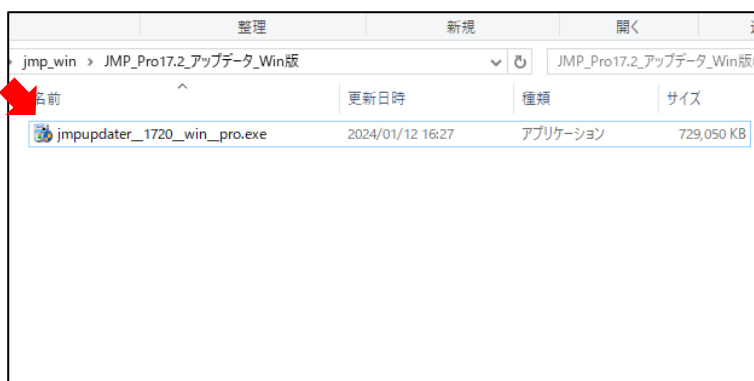 整理 新規 開く
jmp_win › JMP_Pro17.2_アップデータ_Win版 JMP_Pro17.2_アップデータ_Win版
名前 更新日時 種類 サイズ
jmpupdater__1720__win__pro.exe 2024/01/12 16:27 アプリケーション 729,050 KB